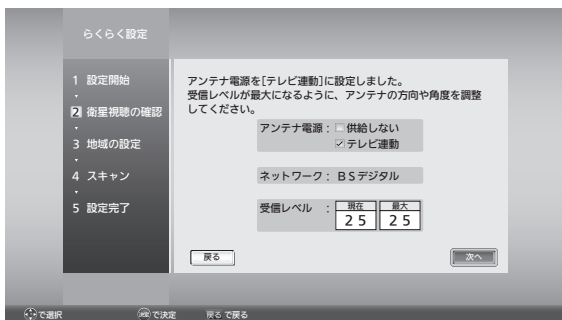 らくらく設定
1 設定開始
2 衛星視聴の確認
3 地域の設定
4 スキャン
5 設定完了
アンテナ電源を[テレビ連動]に設定しました。
受信レベルが最大になるように、アンテナの方向や角度を調整
してください。
アンテナ電源： 供給しない
テレビ連動
ネットワーク： BSデジタル
受信レベル ： 現在 最大
25 25
戻る 次へ
で選択 決定 で決定 戻る で戻る